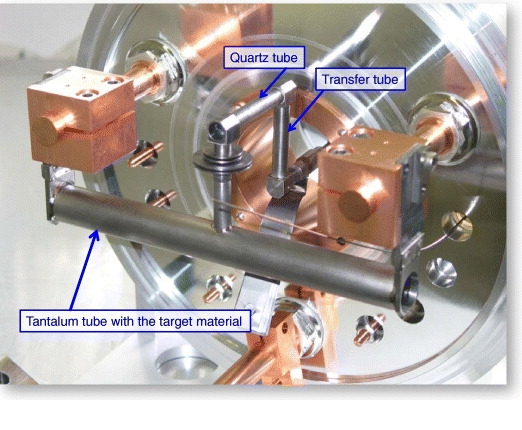 Quartz tube
Transfer tube
Tantalum tube with the target material